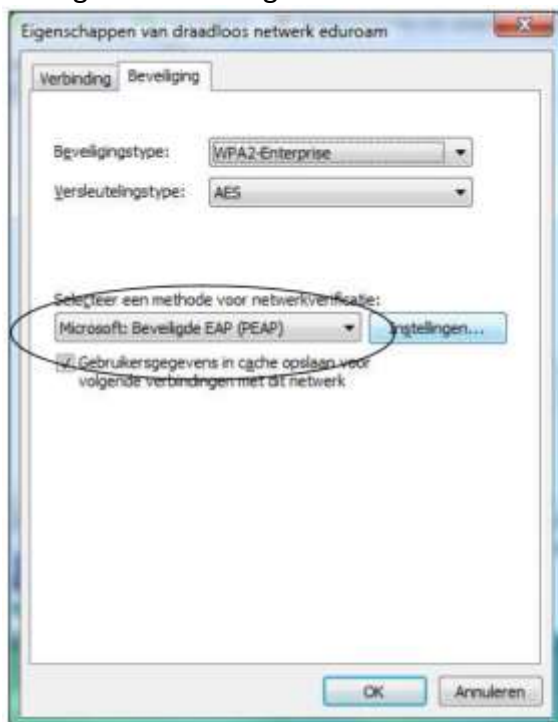 Eigenschappen van draadloos netwerk eduroam
Verbinding Beveiliging
Beveiligingstype: WPA2-Enterprise
Versleutelingstype: AES
Selecteer een methode voor netwerkverificatie:
Microsoft: Beveiligde EAP (PEAP) Instellingen...
Gebruikersgegevens in cache opslaan voor
volgende verbindingen met dit netwerk
OK Annuleren